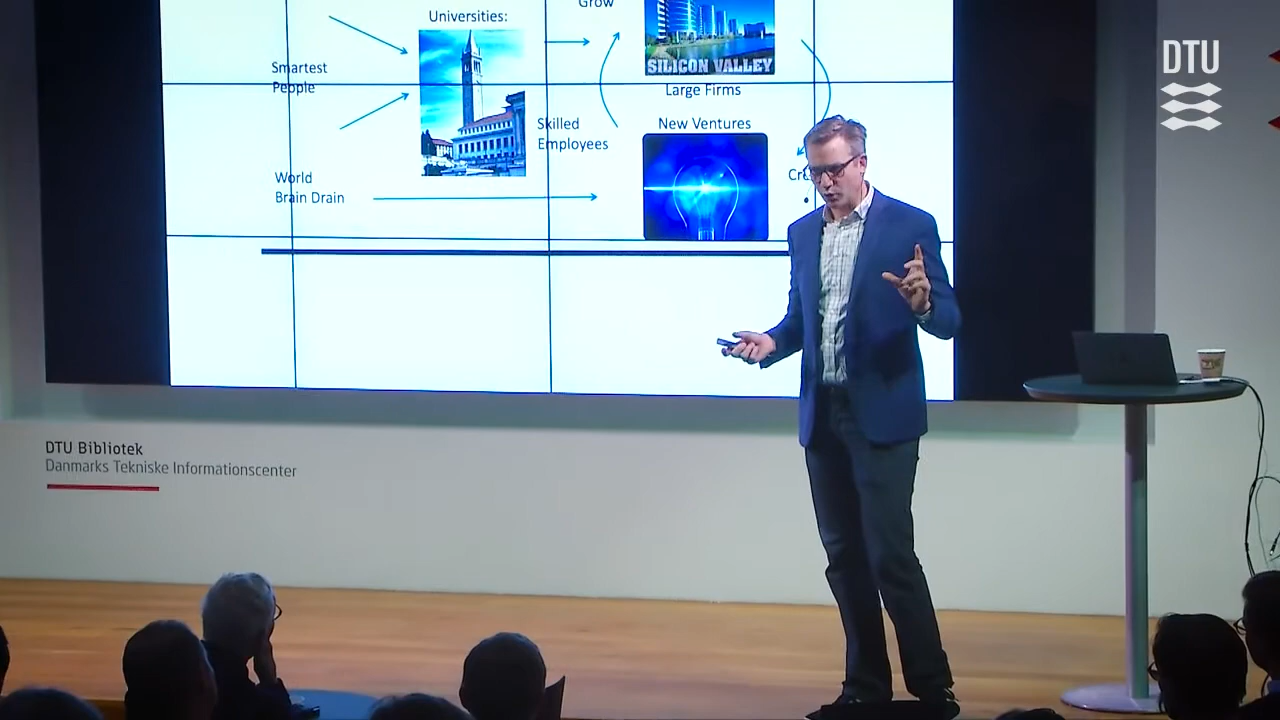 Universities:
Grow
DTU
SILICON VALLEY
Smartest
People
Large Firms
New Ventures
Skilled
Employees
World
Brain Drain
DTU Bibliotek
Danmarks Tekniske Informationscenter